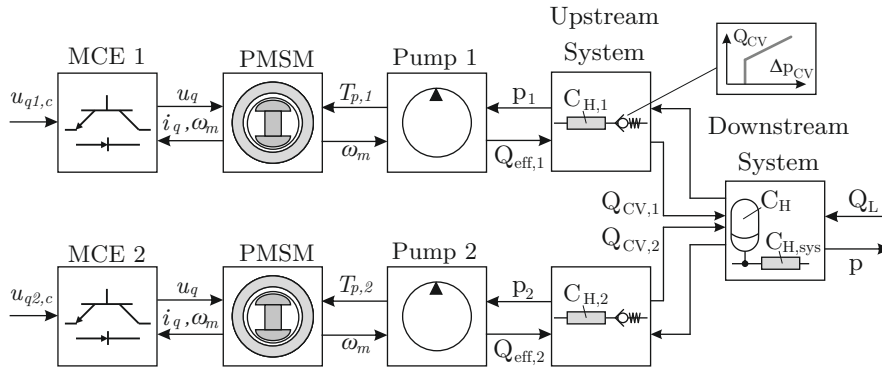 Upstream System
Q_CV
Δp_CV
MCE 1
PMSM
Pump 1
u_q1,c
u_q
i_q, ω_m
T_p,1
ω_m
p_1
Q_eff,1
C_H,1
Downstream System
Q_CV,1
Q_CV,2
C_H
C_H,sys
Q_L
p
MCE 2
PMSM
Pump 2
u_q2,c
u_q
i_q, ω_m
T_p,2
ω_m
p_2
Q_eff,2
C_H,2